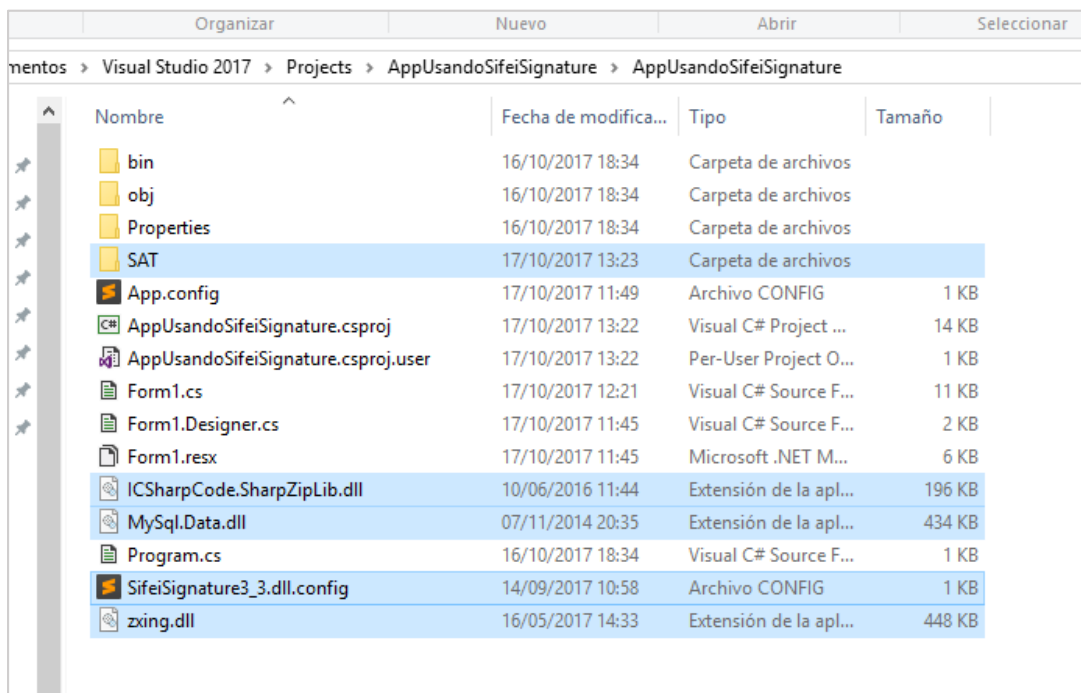 Organizar Nuevo Abrir Seleccionar
mentos > Visual Studio 2017 > Projects > AppUsandoSifeiSignature > AppUsandoSifeiSignature
Nombre Fecha de modifica... Tipo Tamaño
bin 16/10/2017 18:34 Carpeta de archivos
obj 16/10/2017 18:34 Carpeta de archivos
Properties 16/10/2017 18:34 Carpeta de archivos
SAT 17/10/2017 13:23 Carpeta de archivos
App.config 17/10/2017 11:49 Archivo CONFIG 1 KB
C# AppUsandoSifeiSignature.csproj 17/10/2017 13:22 Visual C# Project ... 14 KB
AppUsandoSifeiSignature.csproj.user 17/10/2017 13:22 Per-User Project O... 1 KB
Form1.cs 17/10/2017 12:21 Visual C# Source F... 11 KB
Form1.Designer.cs 17/10/2017 11:45 Visual C# Source F... 2 KB
Form1.resx 17/10/2017 11:45 Microsoft .NET M... 6 KB
ICSharpCode.SharpZipLib.dll 10/06/2016 11:44 Extensión de la apl... 196 KB
MySql.Data.dll 07/11/2014 20:35 Extensión de la apl... 434 KB
Program.cs 16/10/2017 18:34 Visual C# Source F... 1 KB
SifeiSignature3_3.dll.config 14/09/2017 10:58 Archivo CONFIG 1 KB
zxing.dll 16/05/2017 14:33 Extensión de la apl... 448 KB